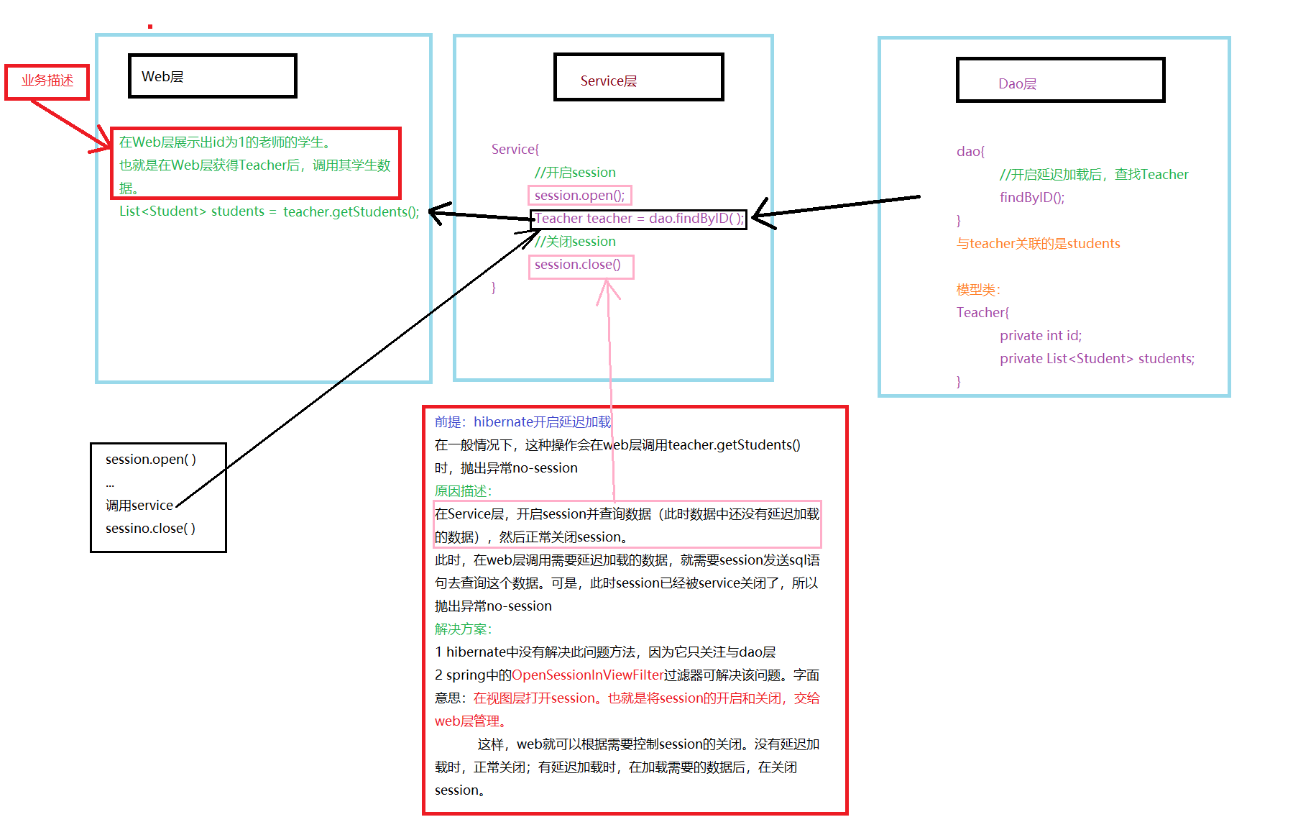 业务描述
Web层
在Web层展示出id为1的老师的学生。
也就是在Web层获得Teacher后，调用其学生数
据。
List<Student> students = teacher.getStudents();
Service层
Service{
//开启session
session.open();
Teacher teacher = dao.findByID( );
//关闭session
session.close()
}
Dao层
dao{
//开启延迟加载后，查找Teacher
findByID();
}
与teacher关联的是students
模型类：
Teacher{
private int id;
private List<Student> students;
}
session.open( )
...
调用service
sessino.close( )
前提：hibernate开启延迟加载
在一般情况下，这种操作会在web层调用teacher.getStudents()
时，抛出异常no-session
原因描述：
在Service层，开启session并查询数据（此时数据中还没有延迟加载
的数据），然后正常关闭session。
此时，在web层调用需要延迟加载的数据，就需要session发送sql语
句去查询这个数据。可是，此时session已经被service关闭了，所以
抛出异常no-session
解决方案：
1 hibernate中没有解决此问题方法，因为它只关注与dao层
2 spring中的OpenSessionInViewFilter过滤器可解决该问题。字面
意思：在视图层打开session。也就是将session的开启和关闭，交给
web层管理。
这样，web就可以根据需要控制session的关闭。没有延迟加
载时，正常关闭；有延迟加载时，在加载需要的数据后，在关闭
session。